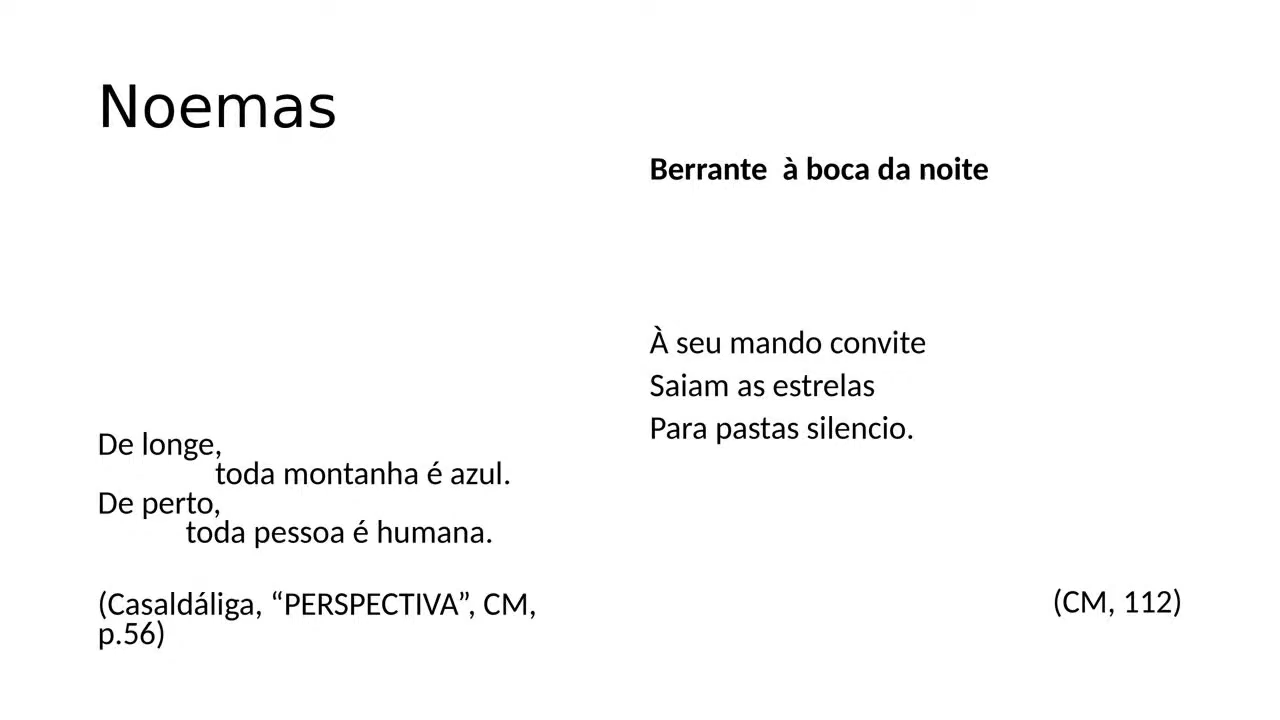 Noemas
De longe,
toda montanha é azul.
De perto,
toda pessoa é humana.
(Casaldáliga, “PERSPECTIVA”, CM,
p.56)
Berrante  à boca da noite
À seu mando convite
Saiam as estrelas
Para pastas silencio.
(CM, 112)